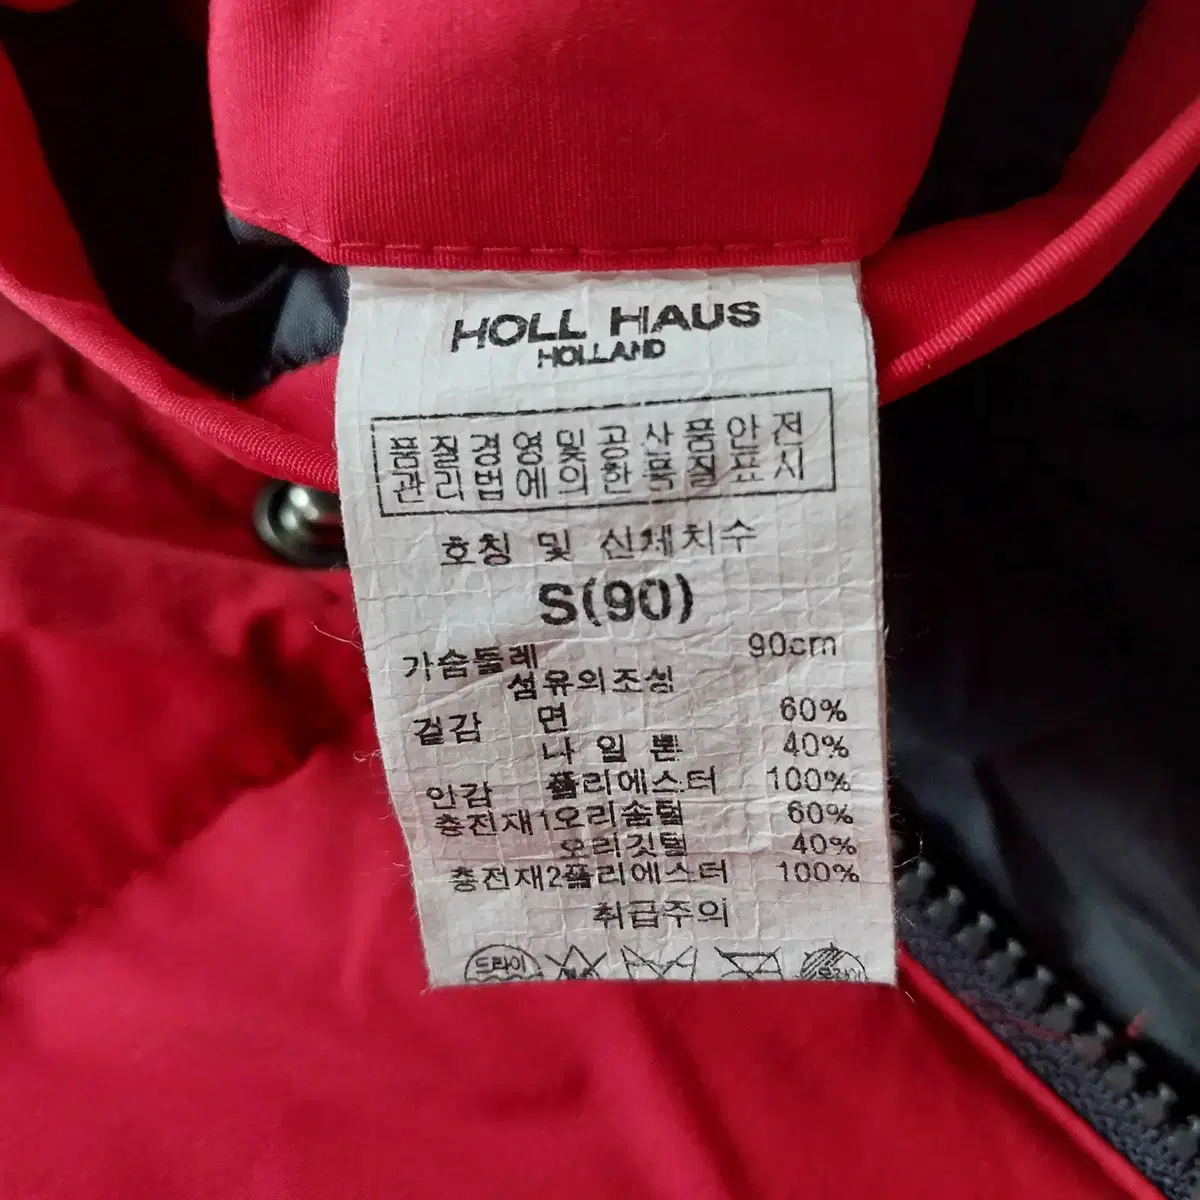 HOLL HAUS
HOLLAND
품질경영및공산품안전
관리법에의한품질표시
호칭 및 신체치수
S(90)
가슴둘레 90cm
섬유의조성
겉감 면 60%
나일론 40%
안감 폴리에스터 100%
충전재1오리솜털 60%
오리깃털 40%
충전재2폴리에스터 100%
취급주의
드라이